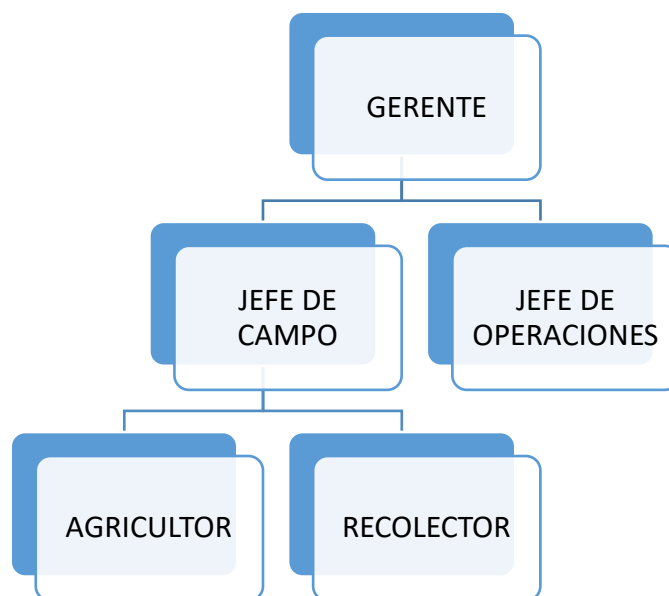 GERENTE
JEFE DE
CAMPO
JEFE DE
OPERACIONES
AGRICULTOR
RECOLECTOR